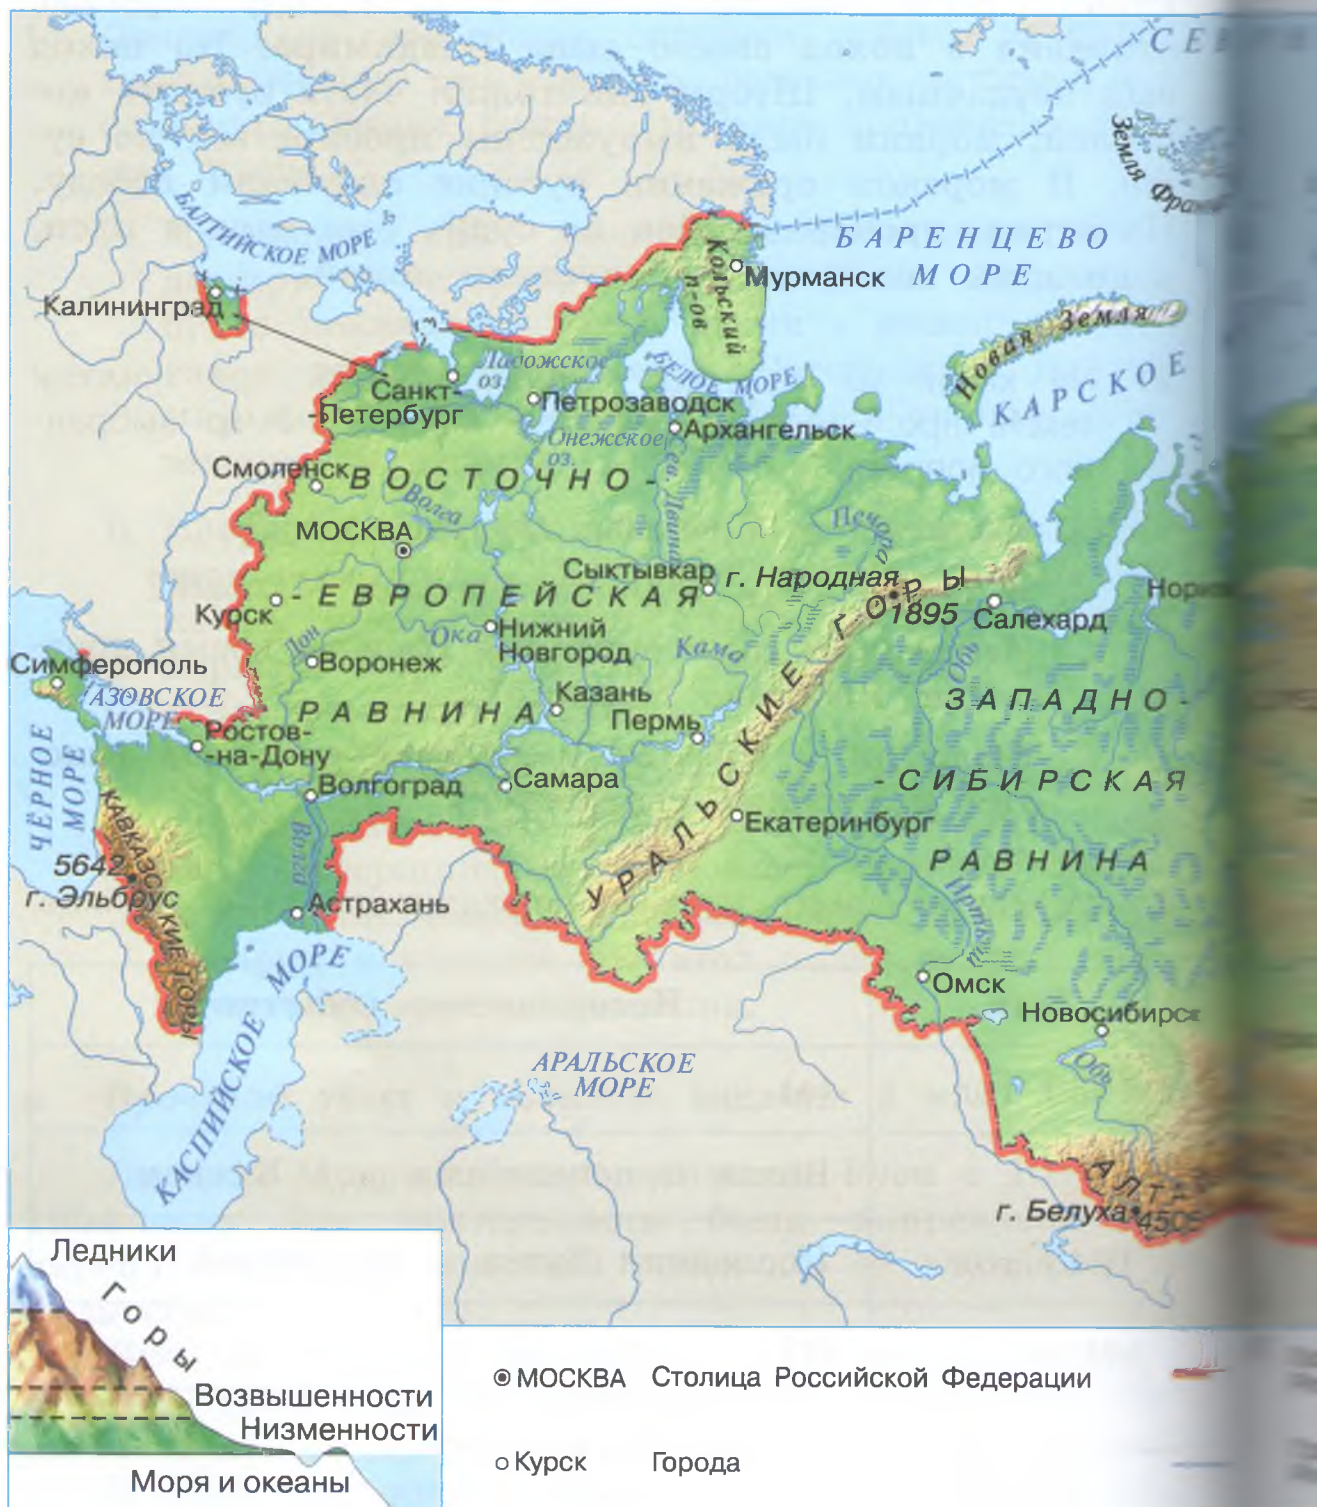 СЕВ
Земля Франц
БАЛТИЙСКОЕ МОРЕ
БАРЕНЦЕВО
МОРЕ
Кольский
п-ов
Мурманск
Калининград
Новая Земля
КАРСКОЕ
Ладожское
оз.
БЕЛОЕ МОРЕ
Санкт-
-Петербург
Петрозаводск
Архангельск
Онежское
оз.
Смоленск
ВОСТОЧНО-
Волга
Сев. Двина
Печора
МОСКВА
Сыктывкар
г. Народная
1895
-ЕВРОПЕЙСКАЯ
Курск
Салехард
Дон
Ока
Нижний
Новгород
Кама
Обь
Воронеж
Симферополь
АЗОВСКОЕ
МОРЕ
РАВНИНА
Казань
Пермь
ЗАПАДНО-
Ростов-
-на-Дону
УРАЛЬСКИЕ ГОРЫ
ЧЁРНОЕ
МОРЕ
Волгоград
Самара
-СИБИРСКАЯ
Екатеринбург
КАВКАЗСКИЕ ГОРЫ
Волга
РАВНИНА
5642
г. Эльбрус
Астрахань
Иртыш
КАСПИЙСКОЕ МОРЕ
Омск
Новосибирск
Обь
АРАЛЬСКОЕ
МОРЕ
АЛТА
г. Белуха
Ледники
Горы
Возвышенности
Низменности
Моря и океаны
МОСКВА Столица Российской Федерации
Курск Города